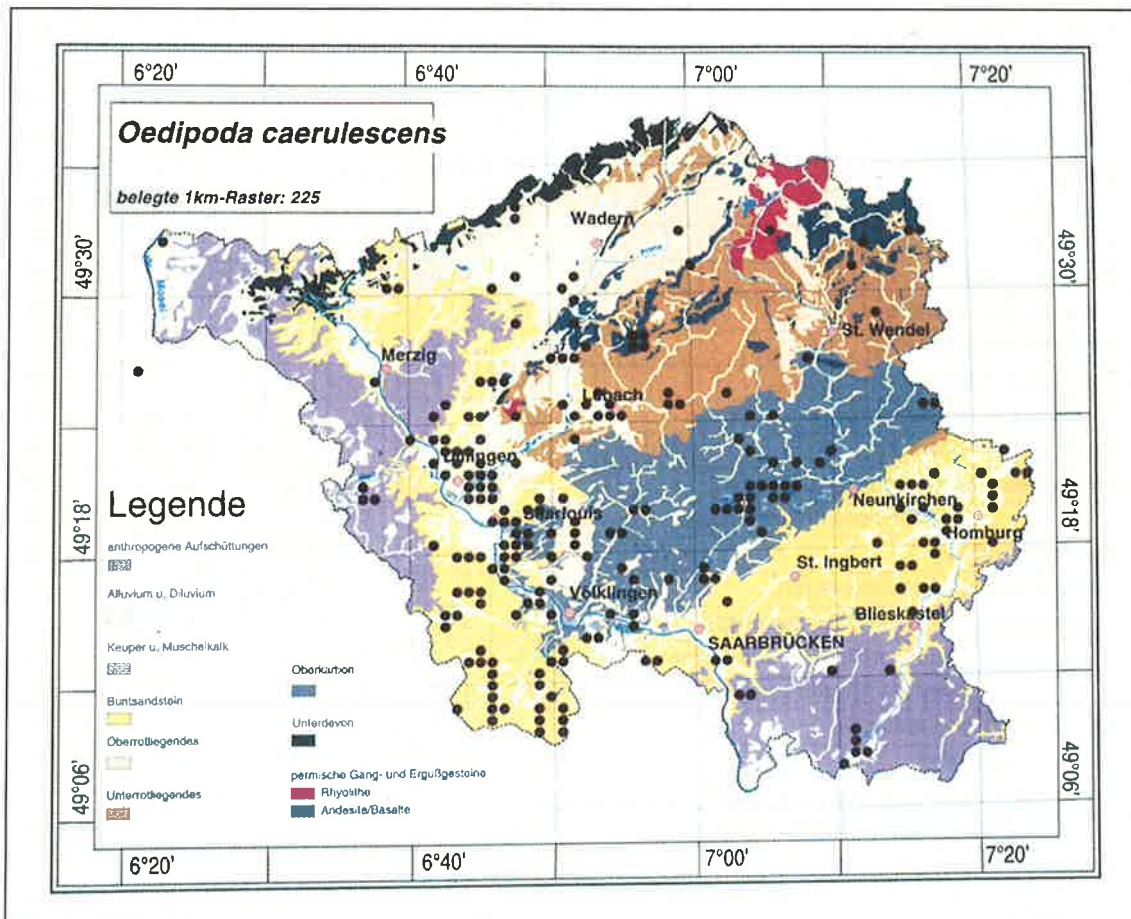 6°20'
6°40'
7°00'
7°20'
Oedipoda caerulescens
belegte 1km-Raster: 225
49°30'
49°18'
49°06'
49°30'
49°18'
49°06'
Wadern
Prims
Mosel
St. Wendel
Merzig
Lebach
Dillingen
Saarlouis
Neunkirchen
Homburg
St. Ingbert
Völklingen
Blieskastel
SAARBRÜCKEN
Legende
anthropogene Aufschüttungen
Alluvium u. Diluvium
Keuper u. Muschelkalk
Buntsandstein
Oberrotliegendes
Unterrotliegendes
Oberkarbon
Unterdevon
permische Gang- und Ergußgesteine
Rhyolithe
Andesite/Basalte
6°20'
6°40'
7°00'
7°20'